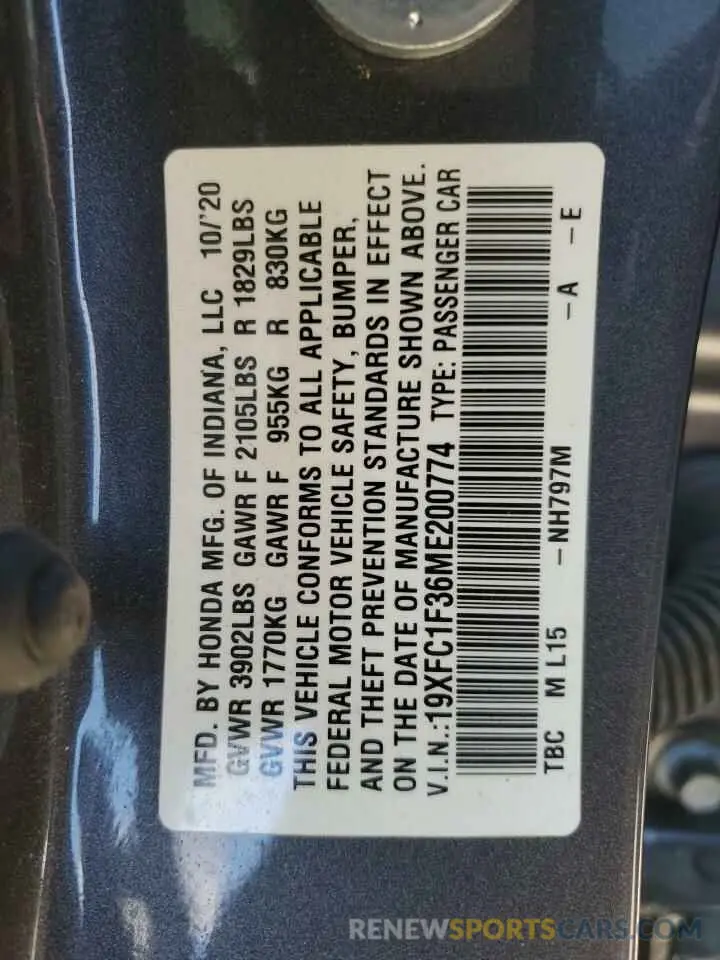 MFD. BY HONDA MFG. OF INDIANA, LLC 10/'20
GVWR 3902LBS GAWR F 2105LBS R 1829LBS
GVWR 1770KG GAWR F 955KG R 830KG
THIS VEHICLE CONFORMS TO ALL APPLICABLE
FEDERAL MOTOR VEHICLE SAFETY, BUMPER,
AND THEFT PREVENTION STANDARDS IN EFFECT
ON THE DATE OF MANUFACTURE SHOWN ABOVE.
V.I.N.:19XFC1F36ME200774 TYPE: PASSENGER CAR
TBC M L15 -NH797M -A -E
RENEWSPORTSCARS.COM